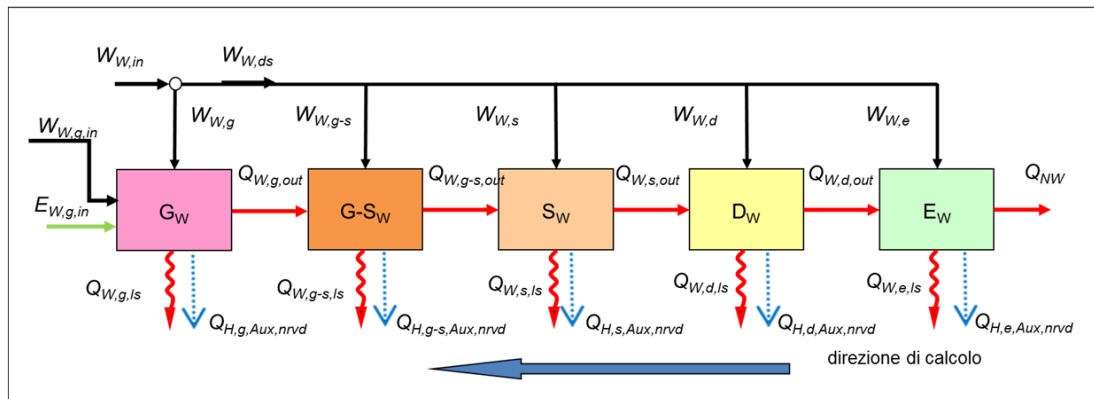 W_W,in
W_W,ds
W_W,g
W_W,g-s
W_W,s
W_W,d
W_W,e
W_W,g,in
E_W,g,in
Q_W,g,out
Q_W,g-s,out
Q_W,s,out
Q_W,d,out
Q_NW
G_W
G-S_W
S_W
D_W
E_W
Q_W,g,ls
Q_W,g-s,ls
Q_W,s,ls
Q_W,d,ls
Q_W,e,ls
Q_H,g,Aux,nrvd
Q_H,g-s,Aux,nrvd
Q_H,s,Aux,nrvd
Q_H,d,Aux,nrvd
Q_H,e,Aux,nrvd
direzione di calcolo